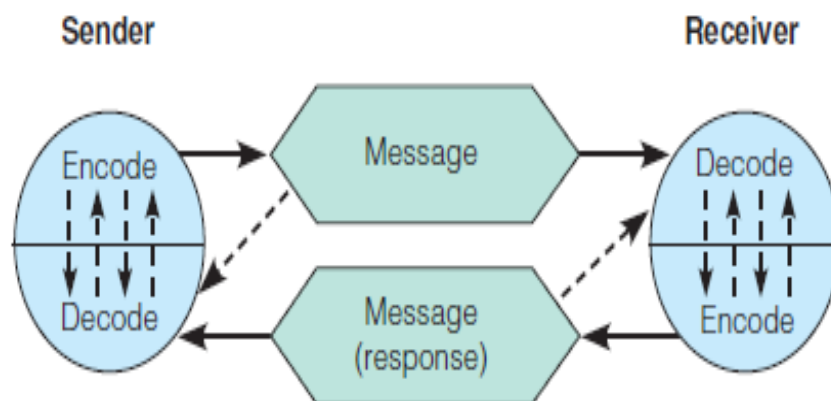 Sender
Receiver
Encode
Message
Decode
Decode
Message
(response)
Encode